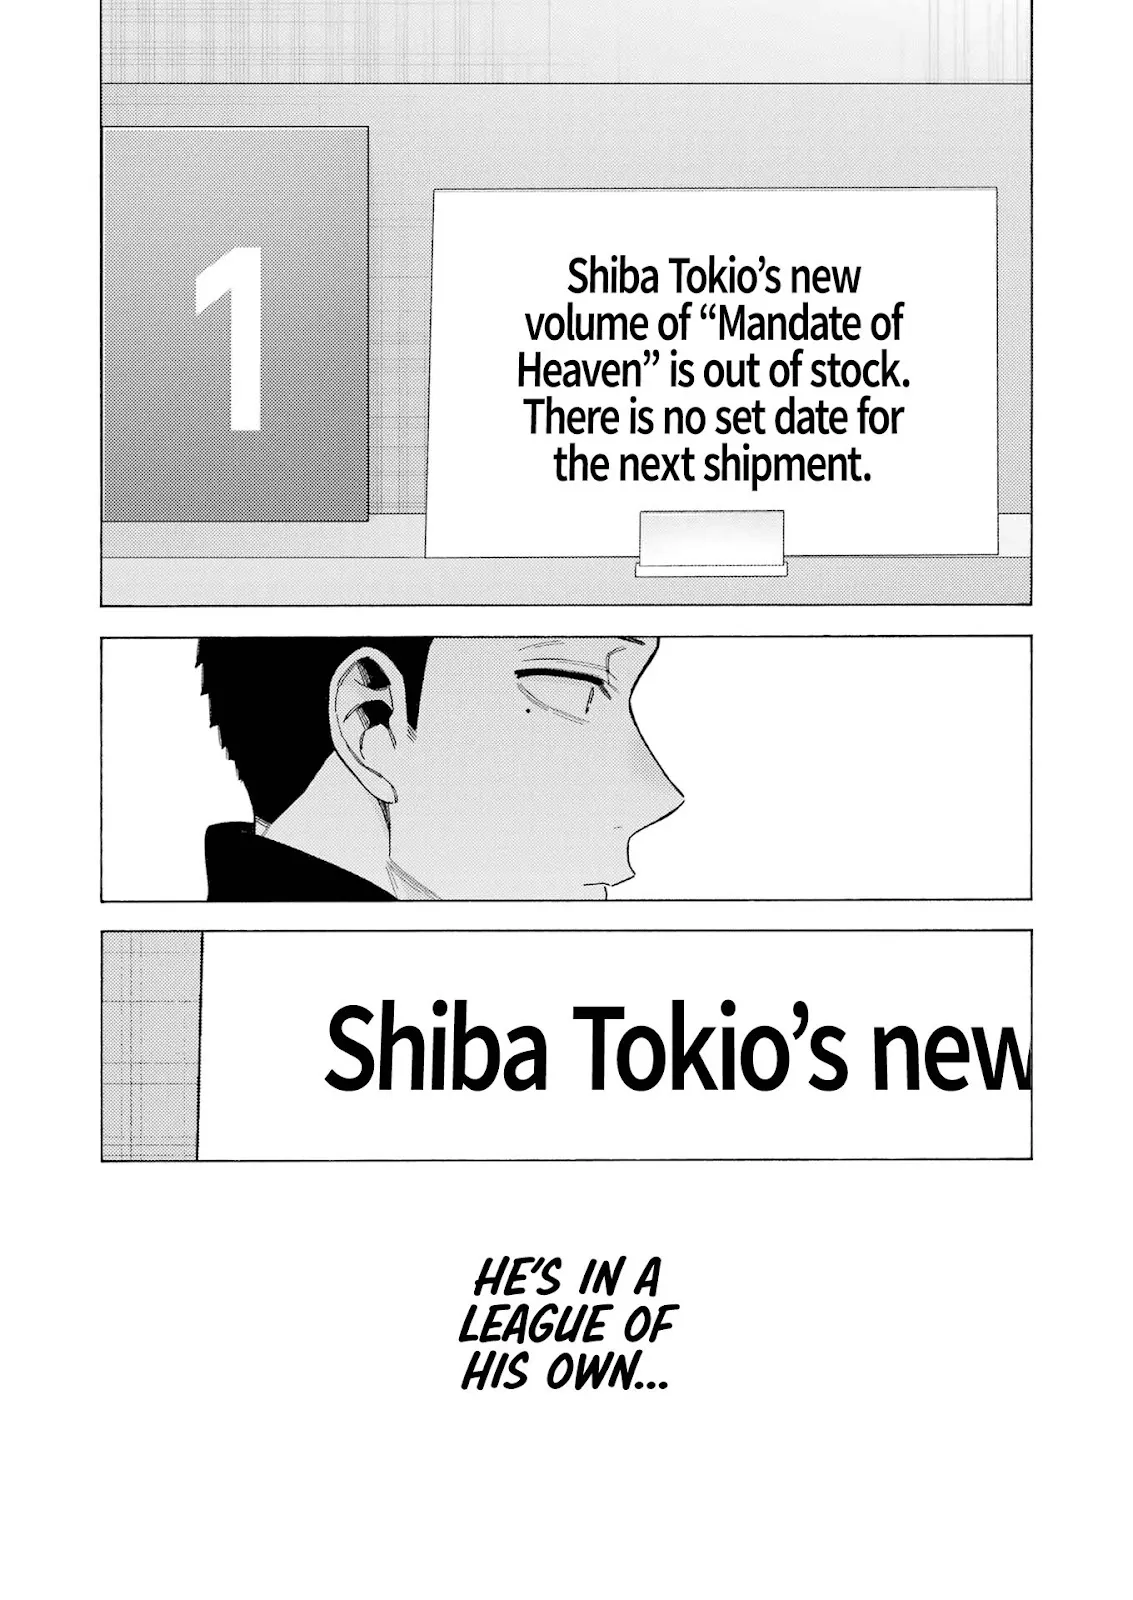 1
Shiba Tokio’s new
volume of “Mandate of
Heaven” is out of stock.
There is no set date for
the next shipment.
Shiba Tokio’s new
HE'S IN A
LEAGUE OF
HIS OWN...